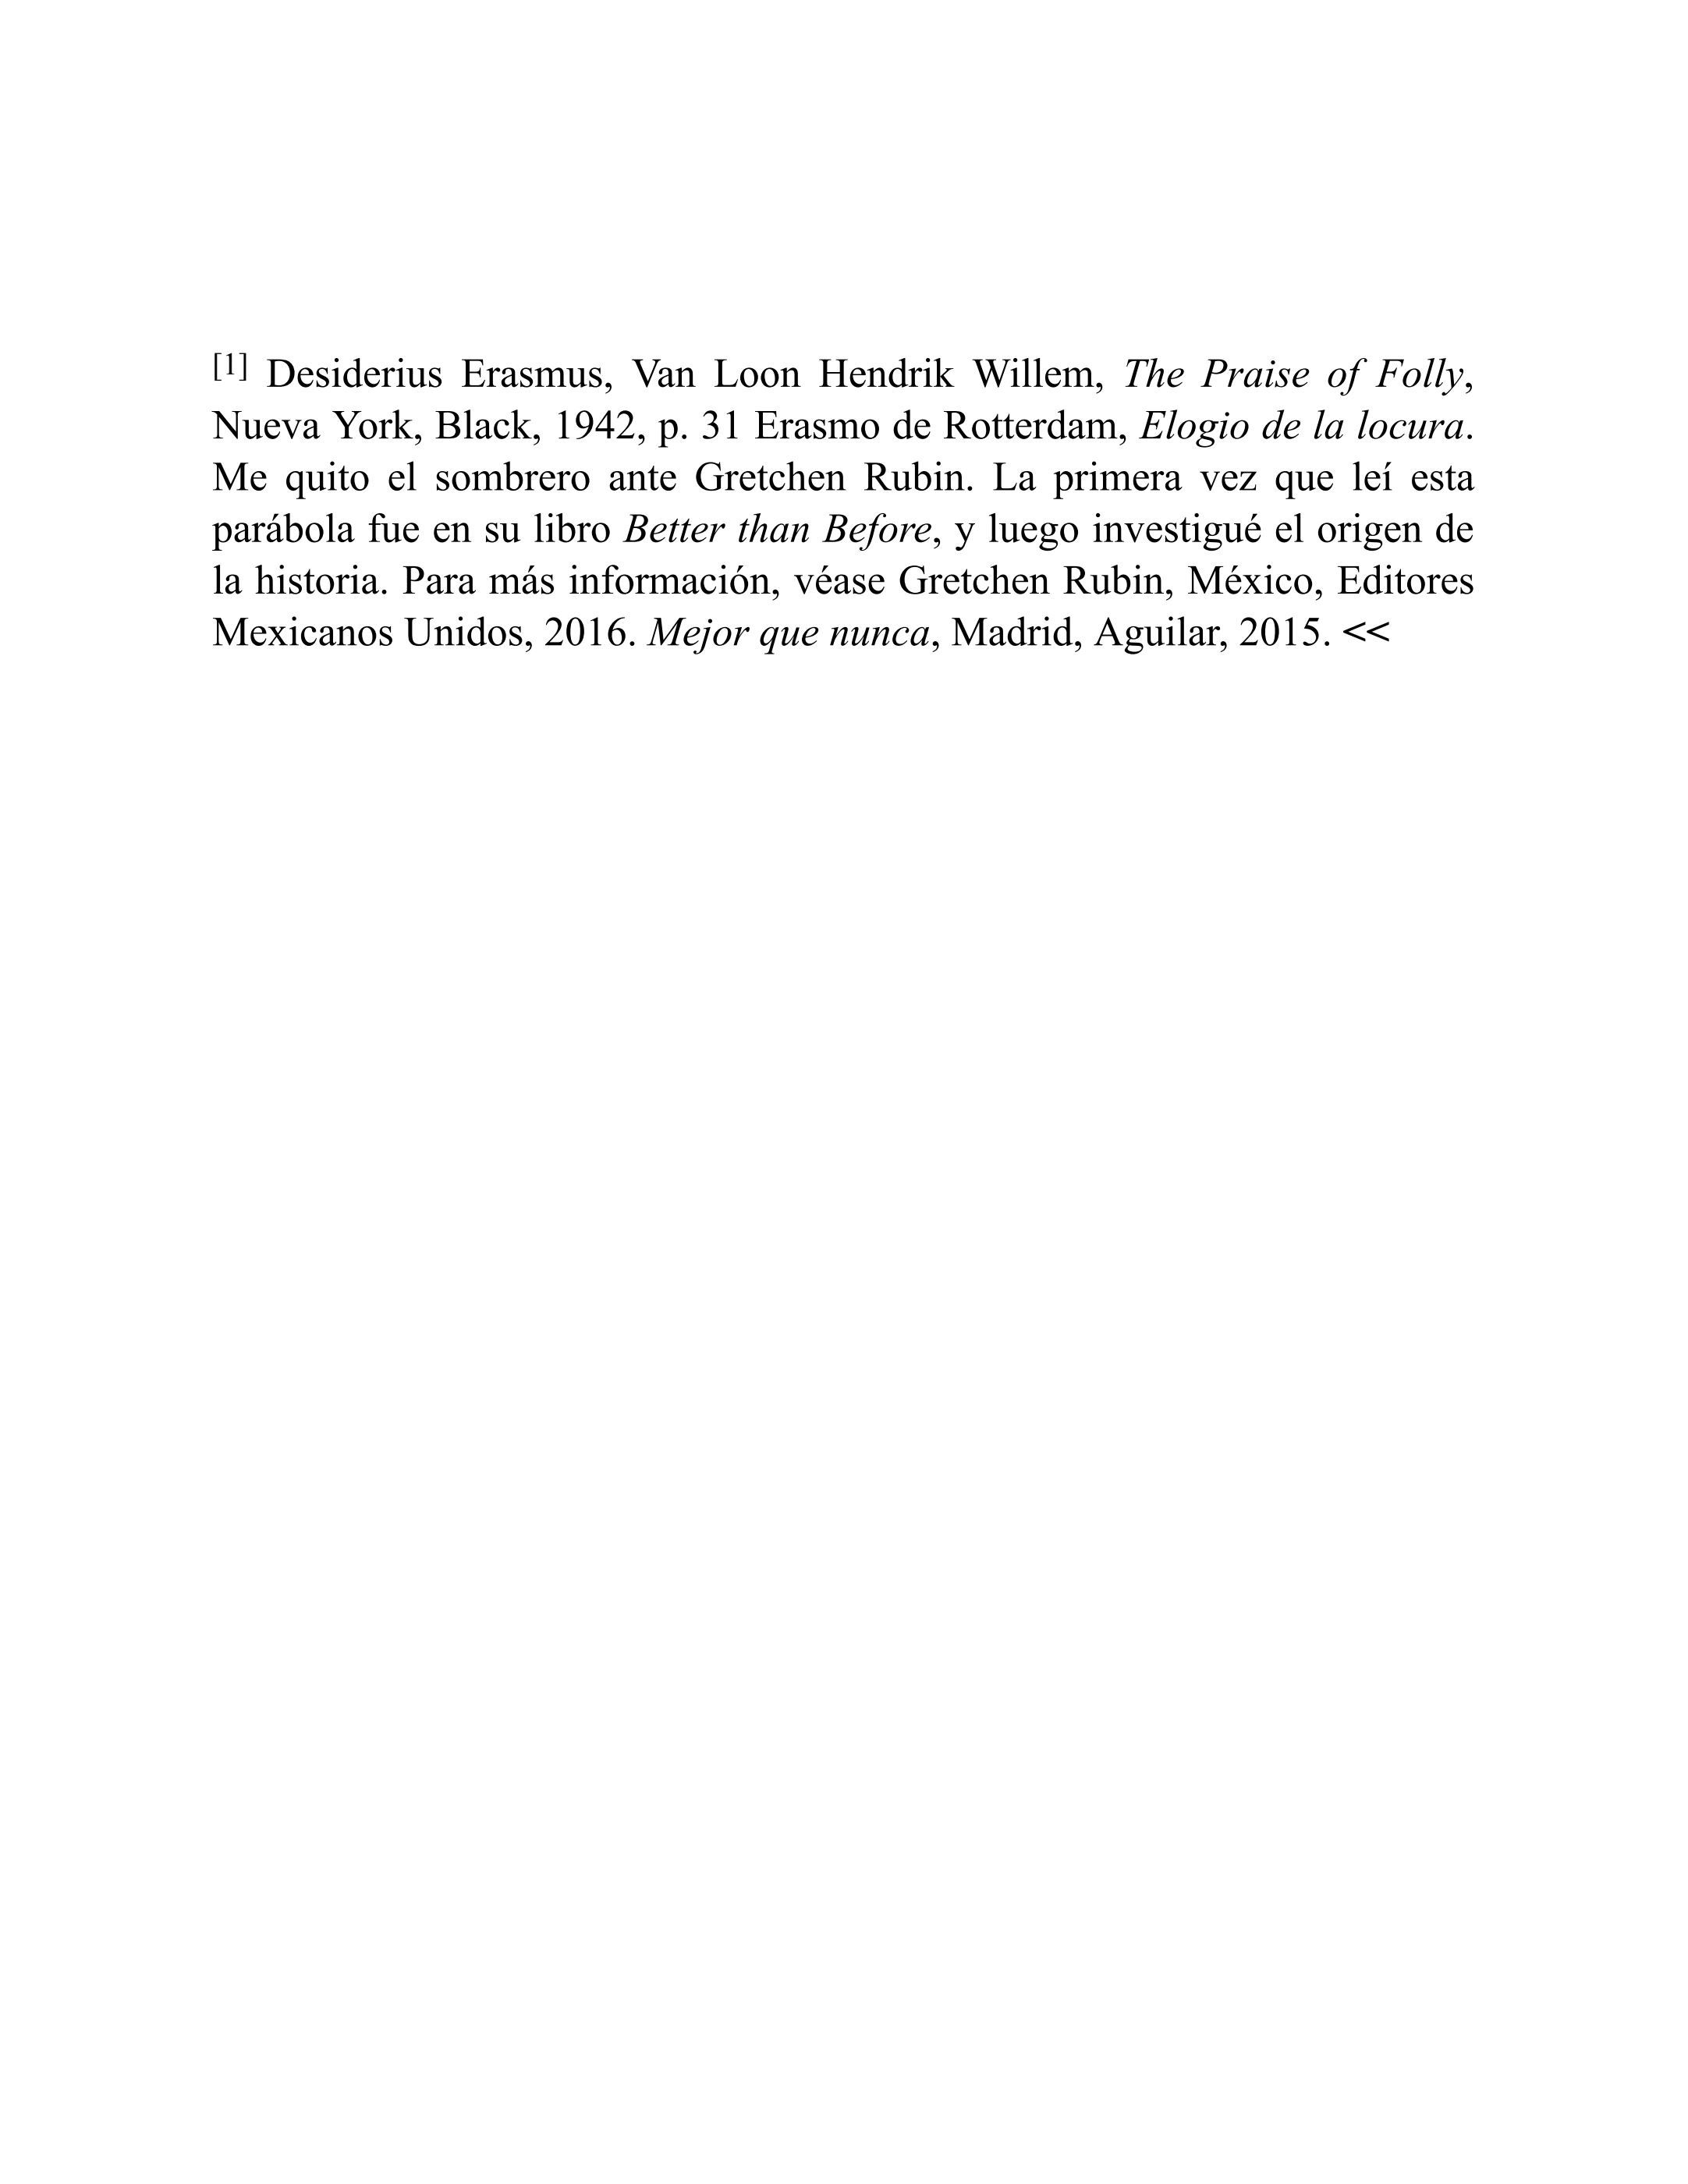 [1] Desiderius Erasmus, Van Loon Hendrik Willem, The Praise of Folly,
Nueva York, Black, 1942, p. 31 Erasmo de Rotterdam, Elogio de la locura.
Me quito el sombrero ante Gretchen Rubin. La primera vez que leí esta
parábola fue en su libro Better than Before, y luego investigué el origen de
la historia. Para más información, véase Gretchen Rubin, México, Editores
Mexicanos Unidos, 2016. Mejor que nunca, Madrid, Aguilar, 2015. <<